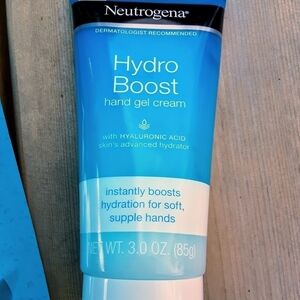 Neutrogena®
DERMATOLOGIST RECOMMENDED
Hydro
Boost
hand gel cream
with HYALURONIC ACID
skin's advanced hydrator
instantly boosts
hydration for soft,
supple hands
NET WT. 3.0 OZ. (85g)